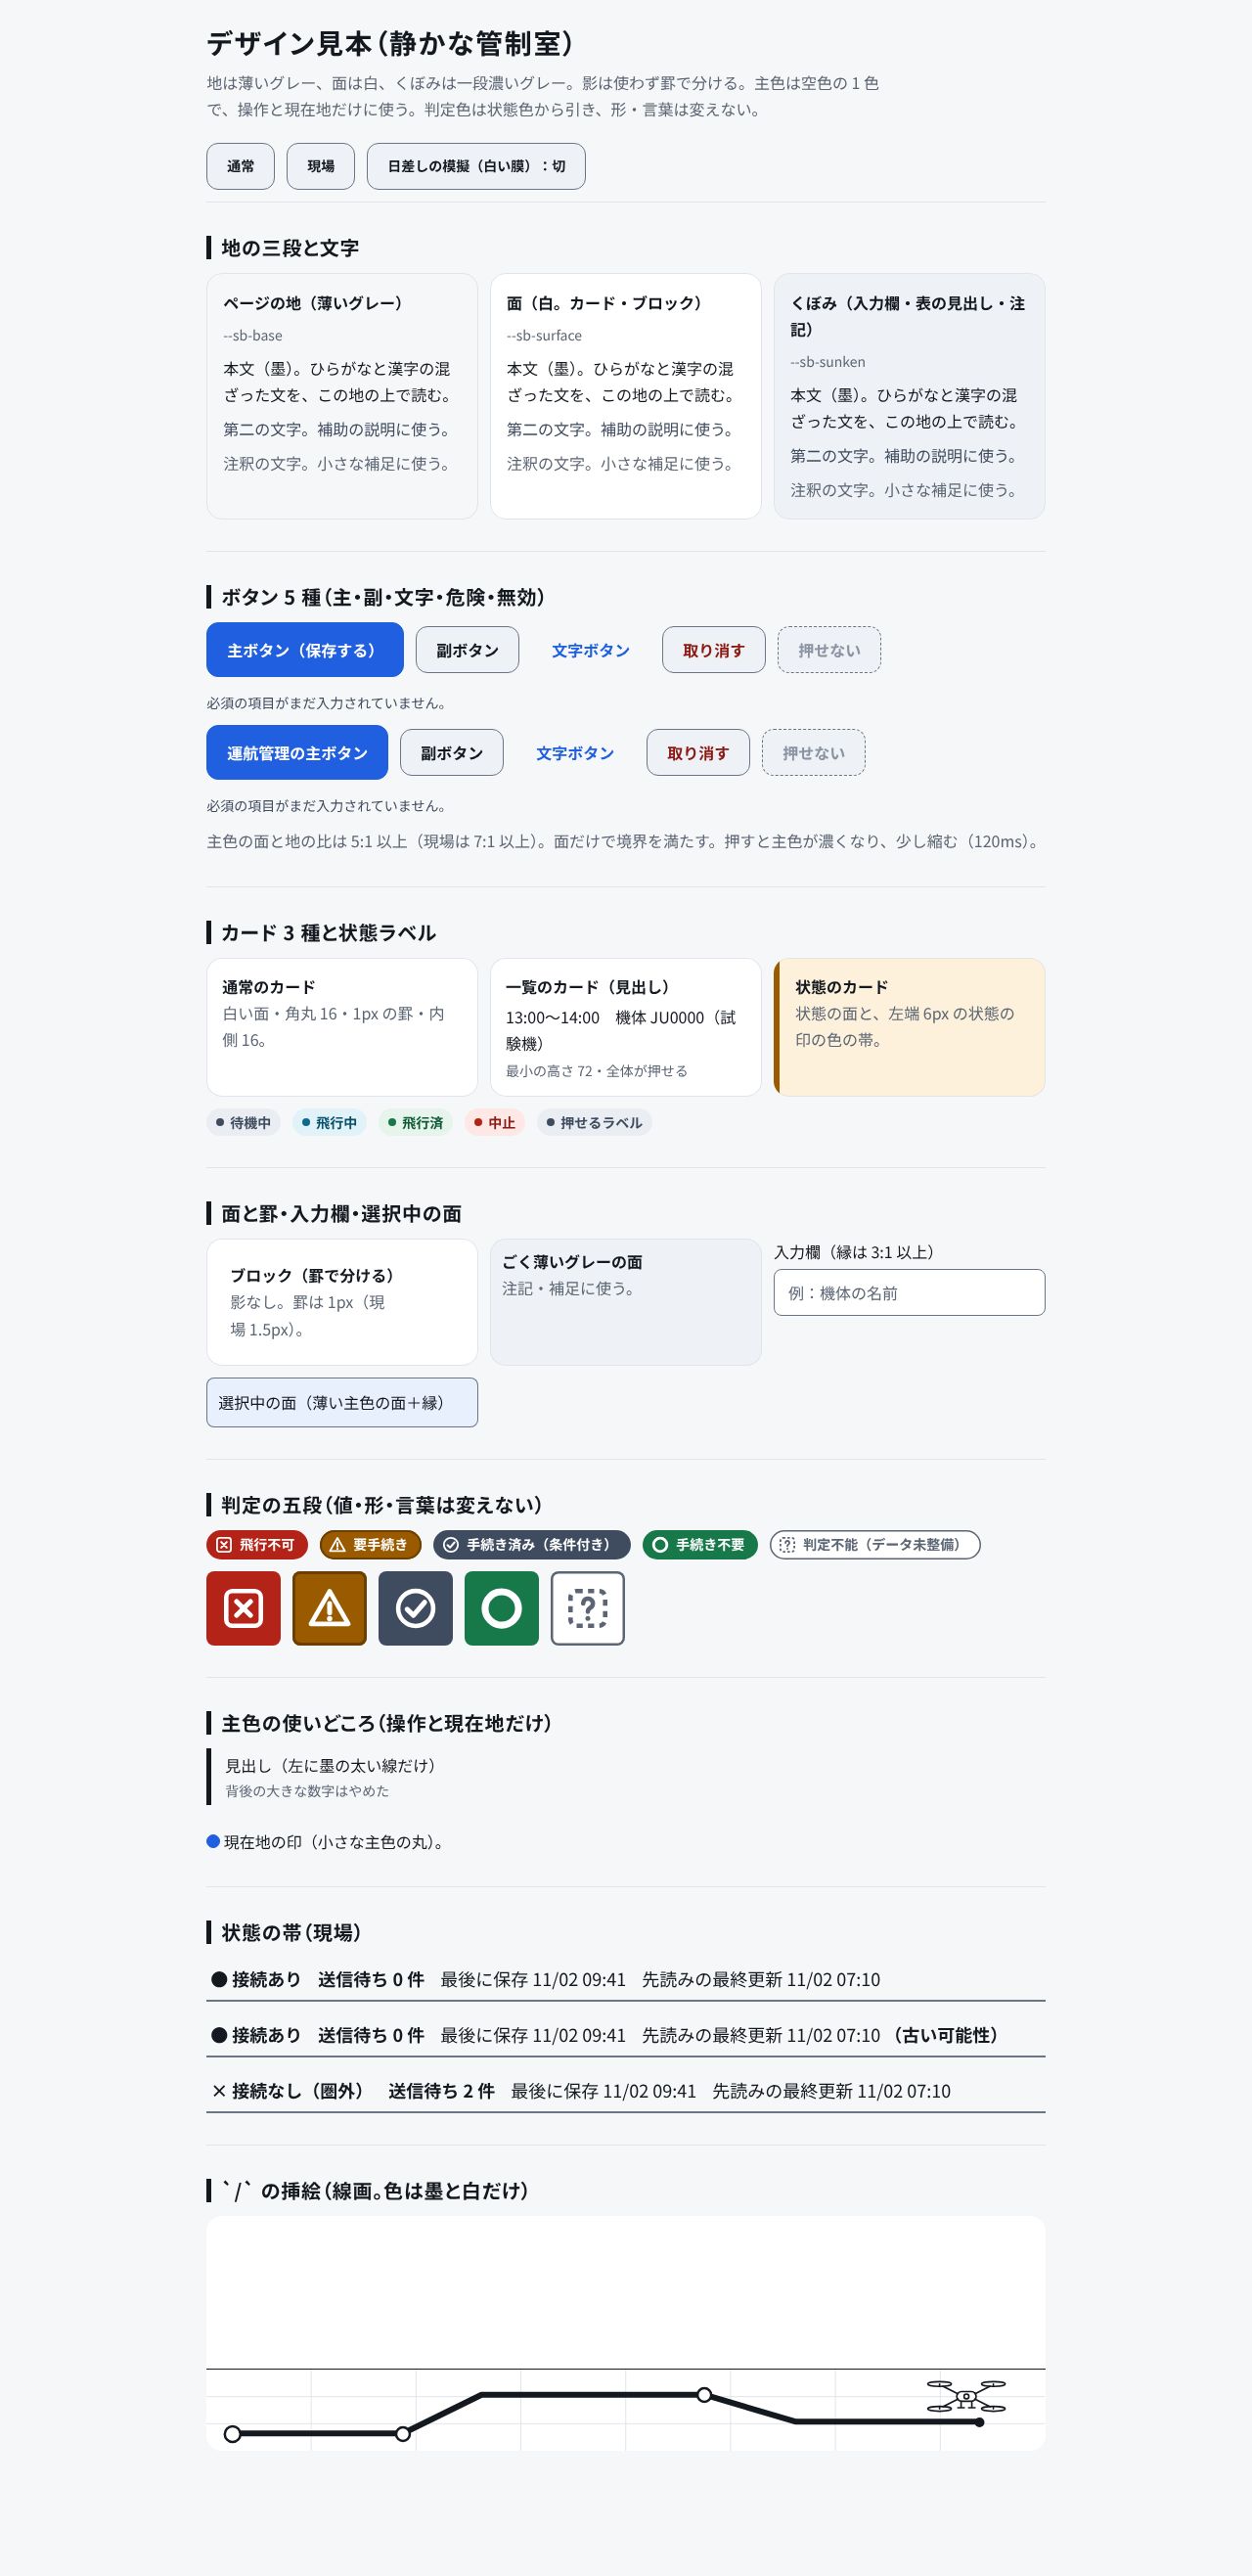 デザイン見本（静かな管制室）
地は薄いグレー、面は白、くぼみは一段濃いグレー。影は使わず罫で分ける。主色は空色の 1 色
で、操作と現在地だけに使う。判定色は状態色から引き、形・言葉は変えない。
通常
現場
日差しの模擬（白い膜）：切
地の三段と文字
ページの地（薄いグレー）
--sb-base
本文（墨）。ひらがなと漢字の混
ざった文を、この地の上で読む。
第二の文字。補助の説明に使う。
注釈の文字。小さな補足に使う。
面（白。カード・ブロック）
--sb-surface
本文（墨）。ひらがなと漢字の混
ざった文を、この地の上で読む。
第二の文字。補助の説明に使う。
注釈の文字。小さな補足に使う。
くぼみ（入力欄・表の見出し・注
記）
--sb-sunken
本文（墨）。ひらがなと漢字の混
ざった文を、この地の上で読む。
第二の文字。補助の説明に使う。
注釈の文字。小さな補足に使う。
ボタン 5 種（主・副・文字・危険・無効）
主ボタン（保存する）
副ボタン
文字ボタン
取り消す
押せない
必須の項目がまだ入力されていません。
運航管理の主ボタン
副ボタン
文字ボタン
取り消す
押せない
必須の項目がまだ入力されていません。
主色の面と地の比は 5:1 以上（現場は 7:1 以上）。面だけで境界を満たす。押すと主色が濃くなり、少し縮む（120ms）。
カード 3 種と状態ラベル
通常のカード
白い面・角丸 16・1px の罫・内
側 16。
一覧のカード（見出し）
13:00〜14:00　機体 JU0000（試
験機）
最小の高さ 72・全体が押せる
状態のカード
状態の面と、左端 6px の状態の
印の色の帯。
待機中
飛行中
飛行済
中止
押せるラベル
面と罫・入力欄・選択中の面
ブロック（罫で分ける）
影なし。罫は 1px（現
場 1.5px）。
ごく薄いグレーの面
注記・補足に使う。
入力欄（縁は 3:1 以上）
例：機体の名前
選択中の面（薄い主色の面＋縁）
判定の五段（値・形・言葉は変えない）
飛行不可
要手続き
手続き済み（条件付き）
手続き不要
判定不能（データ未整備）
主色の使いどころ（操作と現在地だけ）
見出し（左に墨の太い線だけ）
背後の大きな数字はやめた
現在地の印（小さな主色の丸）。
状態の帯（現場）
● 接続あり　送信待ち 0 件　最後に保存 11/02 09:41　先読みの最終更新 11/02 07:10
● 接続あり　送信待ち 0 件　最後に保存 11/02 09:41　先読みの最終更新 11/02 07:10 （古い可能性）
× 接続なし（圏外）　送信待ち 2 件　最後に保存 11/02 09:41　先読みの最終更新 11/02 07:10
`/` の挿絵（線画。色は墨と白だけ）